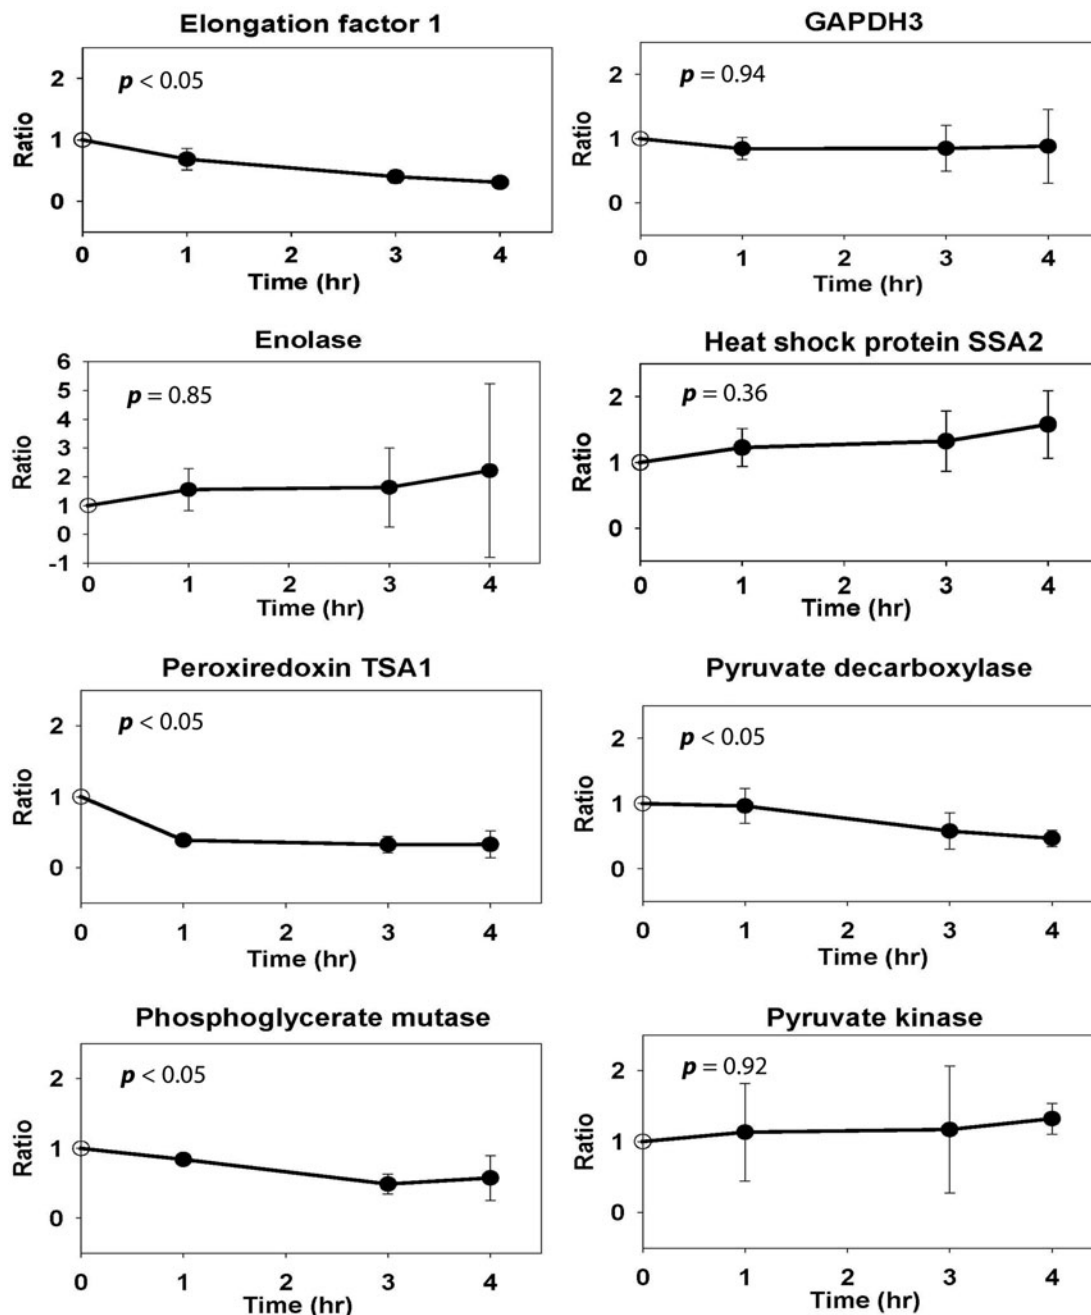 Elongation factor 1
p < 0.05
Ratio
2
1
0
0 1 2 3 4
Time (hr)
GAPDH3
p = 0.94
Ratio
2
1
0
0 1 2 3 4
Time (hr)
Enolase
p = 0.85
Ratio
6
5
4
3
2
1
0
-1
0 1 2 3 4
Time (hr)
Heat shock protein SSA2
p = 0.36
Ratio
2
1
0
0 1 2 3 4
Time (hr)
Peroxiredoxin TSA1
p < 0.05
Ratio
2
1
0
0 1 2 3 4
Time (hr)
Pyruvate decarboxylase
p < 0.05
Ratio
2
1
0
0 1 2 3 4
Time (hr)
Phosphoglycerate mutase
p < 0.05
Ratio
2
1
0
0 1 2 3 4
Time (hr)
Pyruvate kinase
p = 0.92
Ratio
2
1
0
0 1 2 3 4
Time (hr)